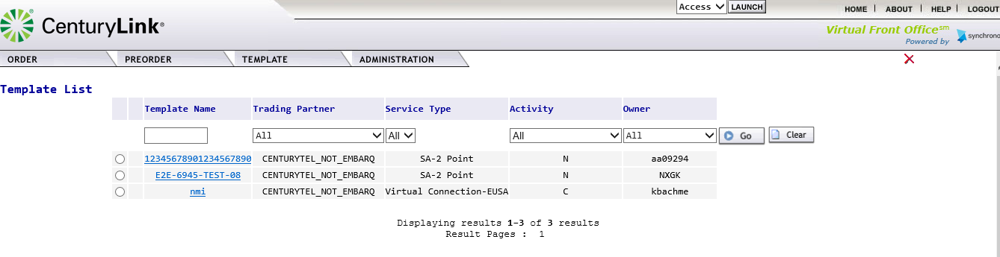 Access LAUNCH
HOME | ABOUT | HELP | LOGOUT
CenturyLink®
Virtual Front Office sm
Powered by synchrono
ORDER PREORDER TEMPLATE ADMINISTRATION
Template List
Template Name Trading Partner Service Type Activity Owner
All All All All Go Clear
12345678901234567890 CENTURYTEL_NOT_EMBARQ SA-2 Point N aa09294
E2E-6945-TEST-08 CENTURYTEL_NOT_EMBARQ SA-2 Point N NXGK
nmi CENTURYTEL_NOT_EMBARQ Virtual Connection-EUSA C kbachme
Displaying results 1-3 of 3 results
Result Pages : 1